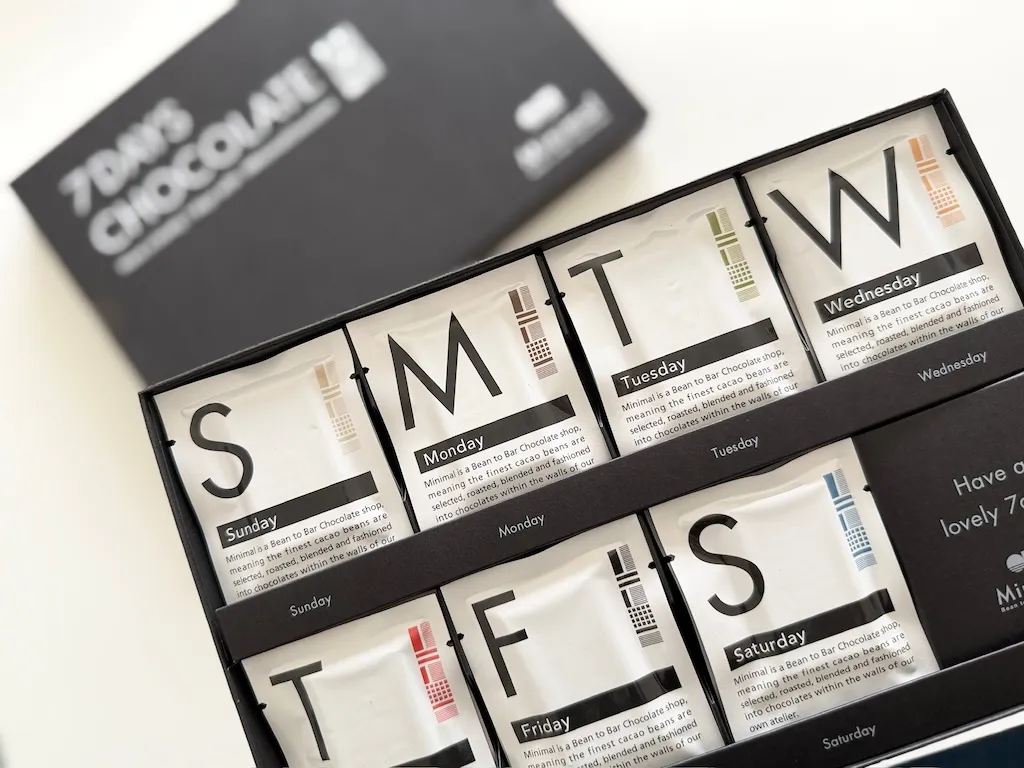 7DAYS
CHOCOLATE
S
Sunday
Minimal is a Bean to Bar Chocolate shop,
meaning the finest cacao beans are
selected, roasted, blended and fashioned
into chocolates within the walls of our
M
Monday
Minimal is a Bean to Bar Chocolate shop,
meaning the finest cacao beans are
selected, roasted, blended and fashioned
into chocolates within the walls of our
T
Tuesday
Minimal is a Bean to Bar Chocolate shop,
meaning the finest cacao beans are
selected, roasted, blended and fashioned
into chocolates within the walls of our
W
Wednesday
Minimal is a Bean to Bar Chocolate shop,
meaning the finest cacao beans are
selected, roasted, blended and fashioned
into chocolates within the walls of our
Sunday
Monday
Tuesday
Wednesday
T
F
Friday
Minimal is a Bean to Bar Chocolate shop,
meaning the finest cacao beans are
selected, roasted, blended and fashioned
into chocolates within the walls of our
S
Saturday
Minimal is a Bean to Bar Chocolate shop,
meaning the finest cacao beans are
selected, roasted, blended and fashioned
into chocolates within the walls of our
own atelier.
Saturday
Have a
lovely 7
Bean